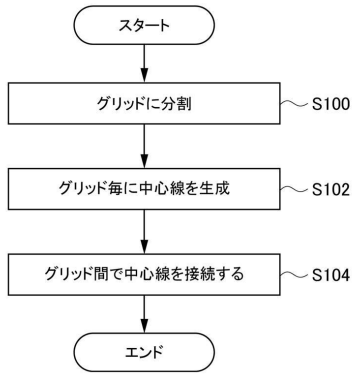 スタート
グリッドに分割
S100
グリッド毎に中心線を生成
S102
グリッド間で中心線を接続する
S104
エンド